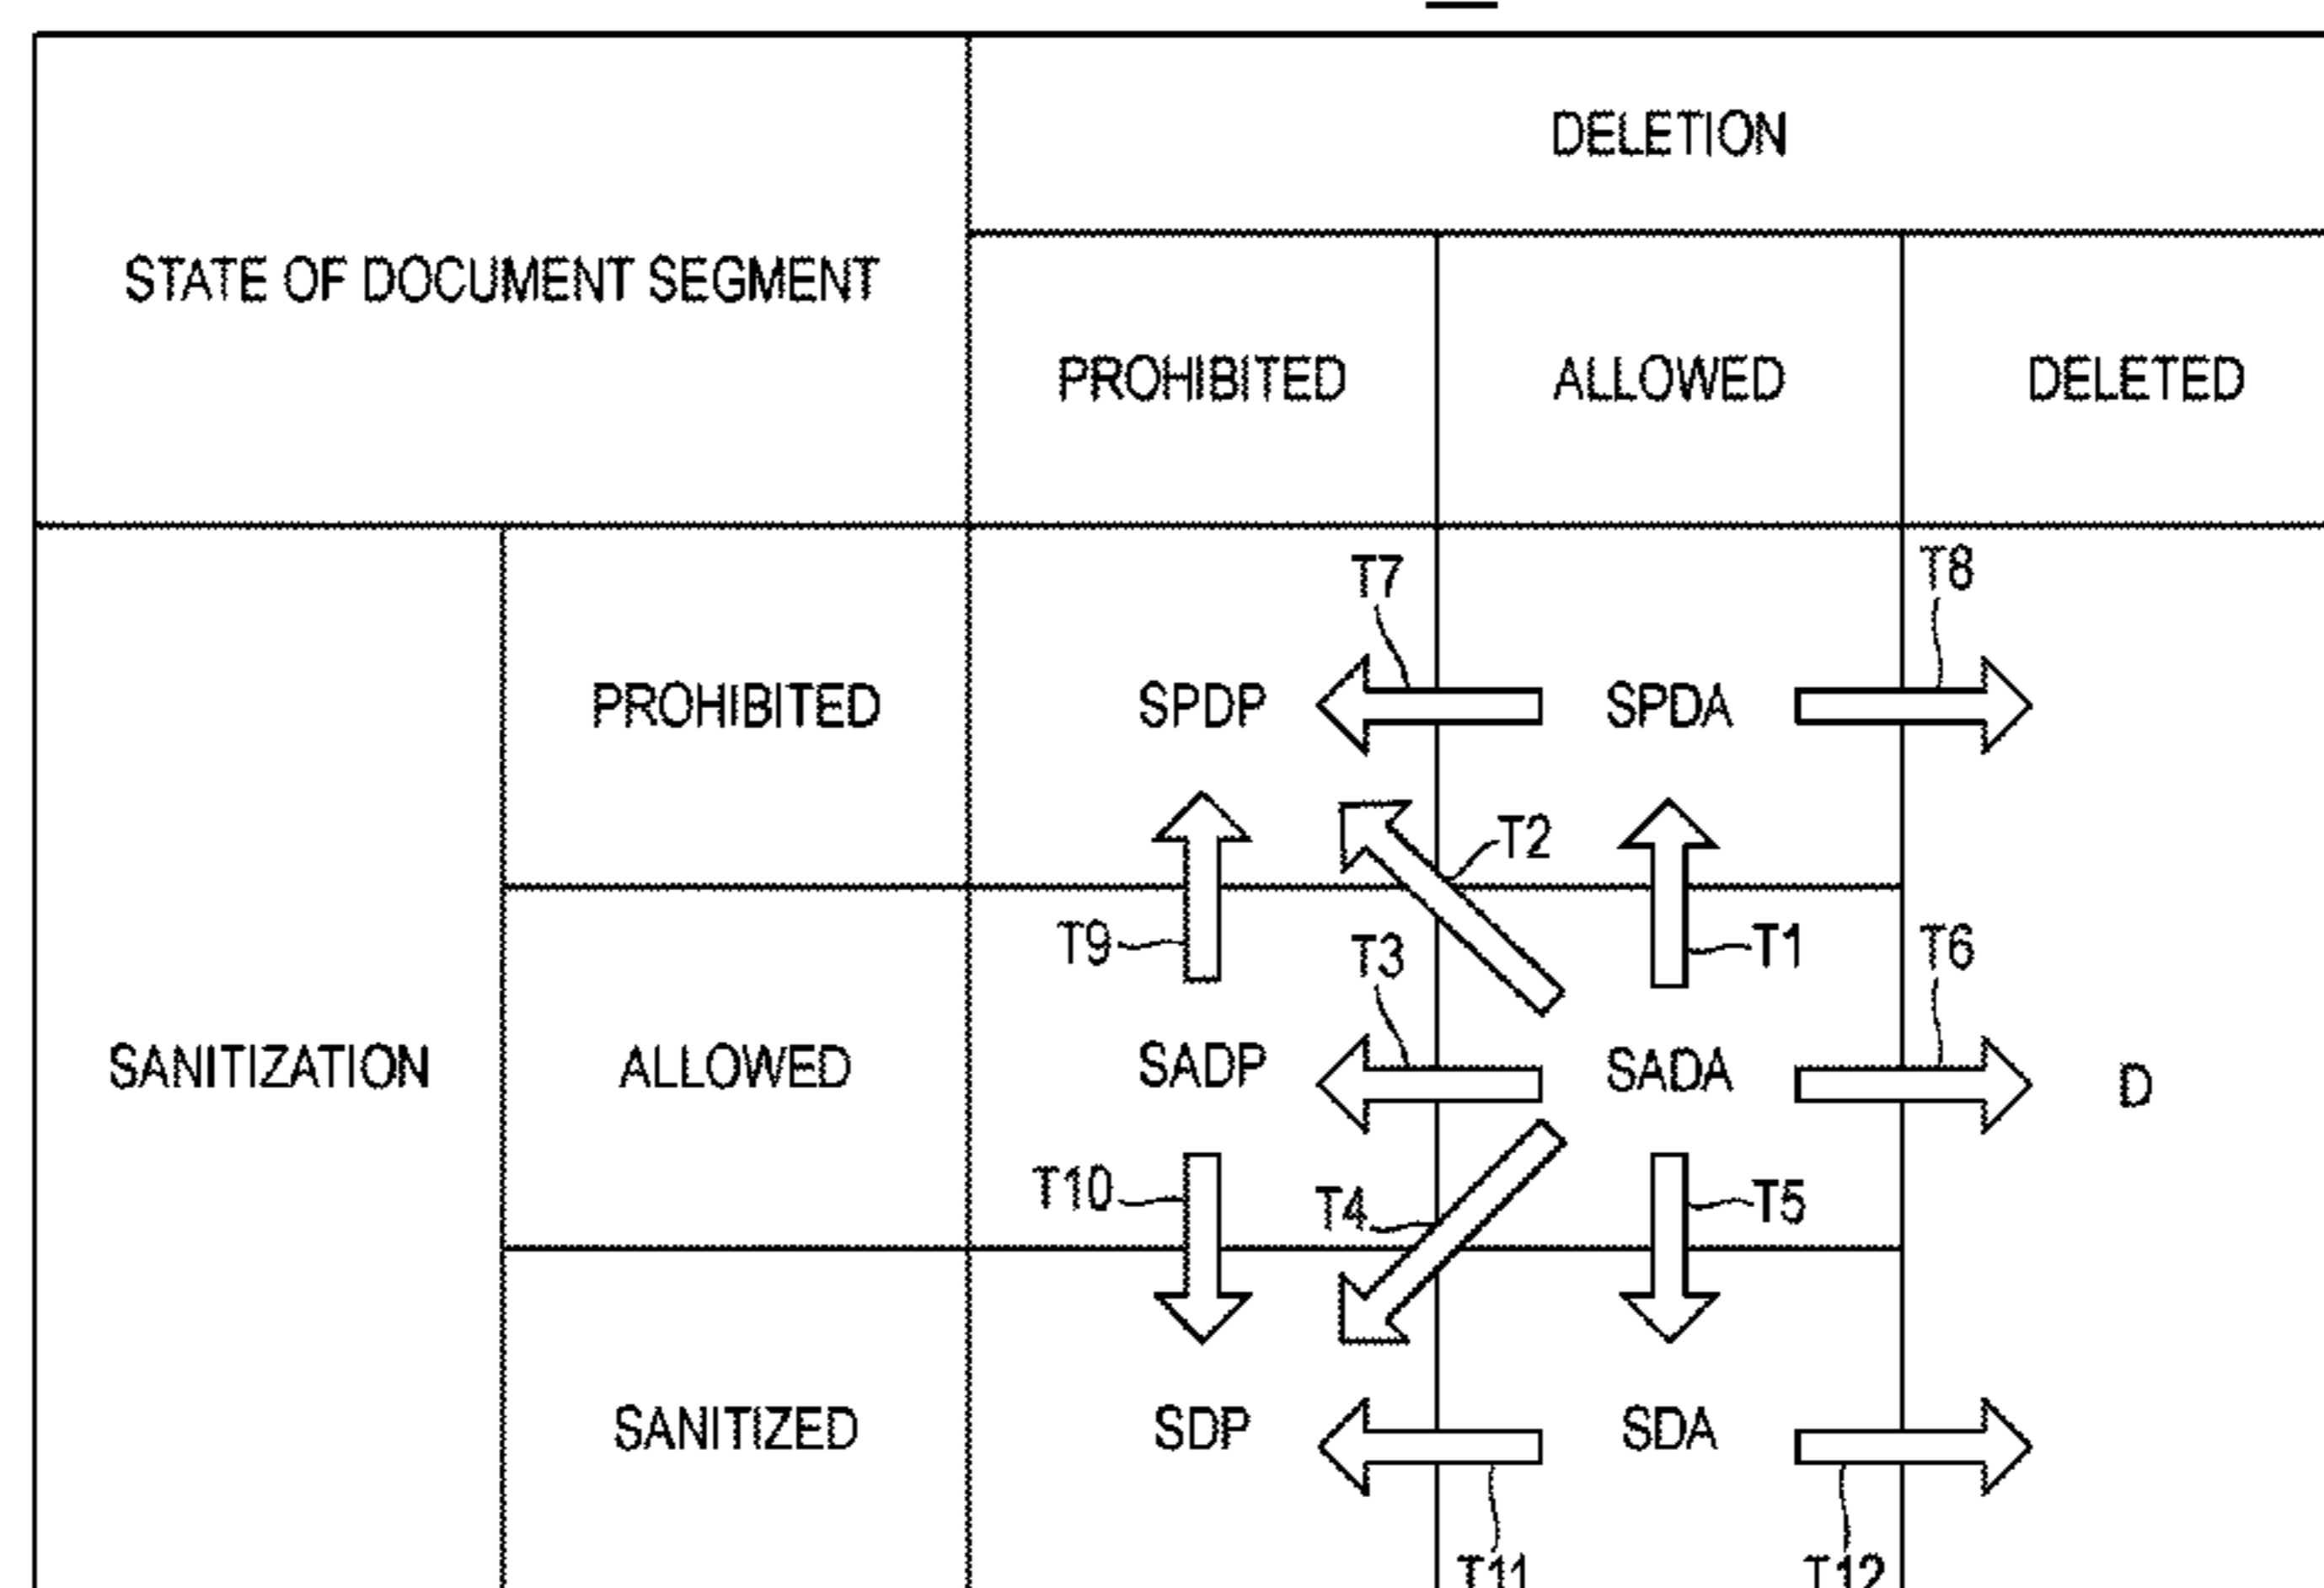 DELETION
STATE OF DOCUMENT SEGMENT
PROHIBITED ALLOWED DELETED
T7 T8
PROHIBITED SPDP SPDA
T2
T9 T3 T1 T6
SANITIZATION ALLOWED SADP SADA D
T10 T4 T5
SANITIZED SDP SDA
T11 T12